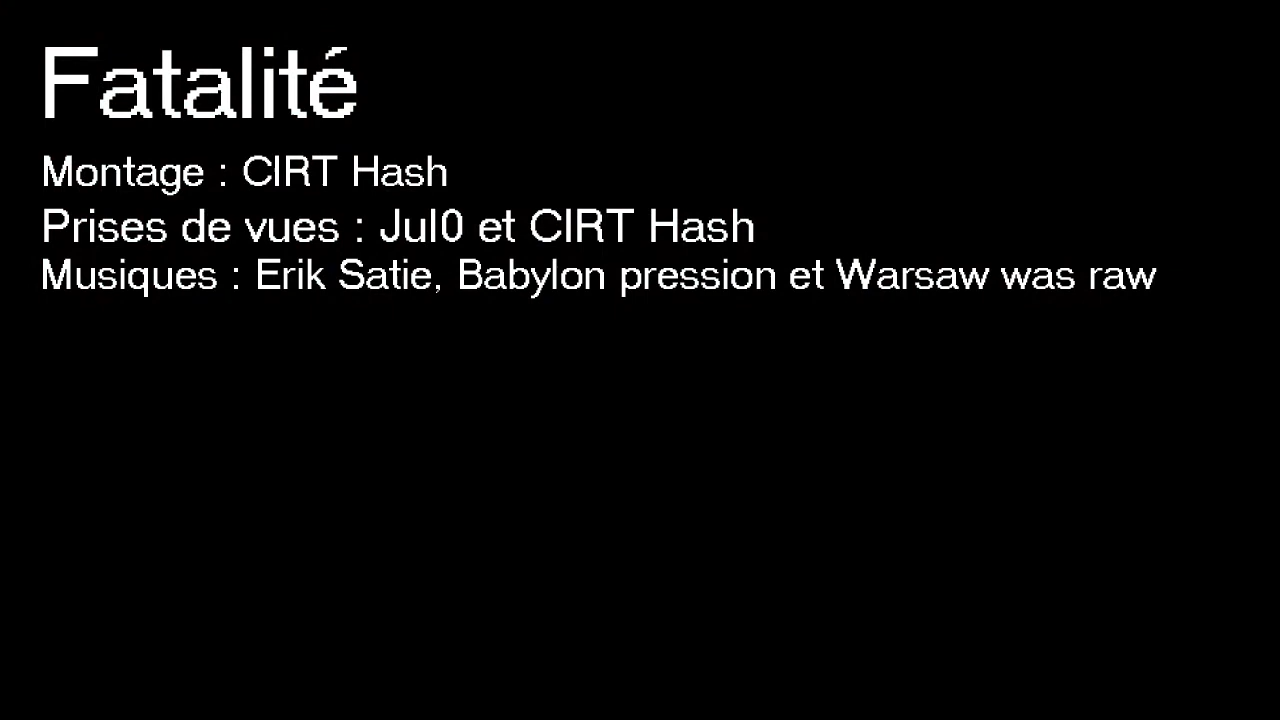 Fatalité
Montage : CIRT Hash
Prises de vues : Jul0 et CIRT Hash
Musiques : Erik Satie, Babylon pression et Warsaw was raw